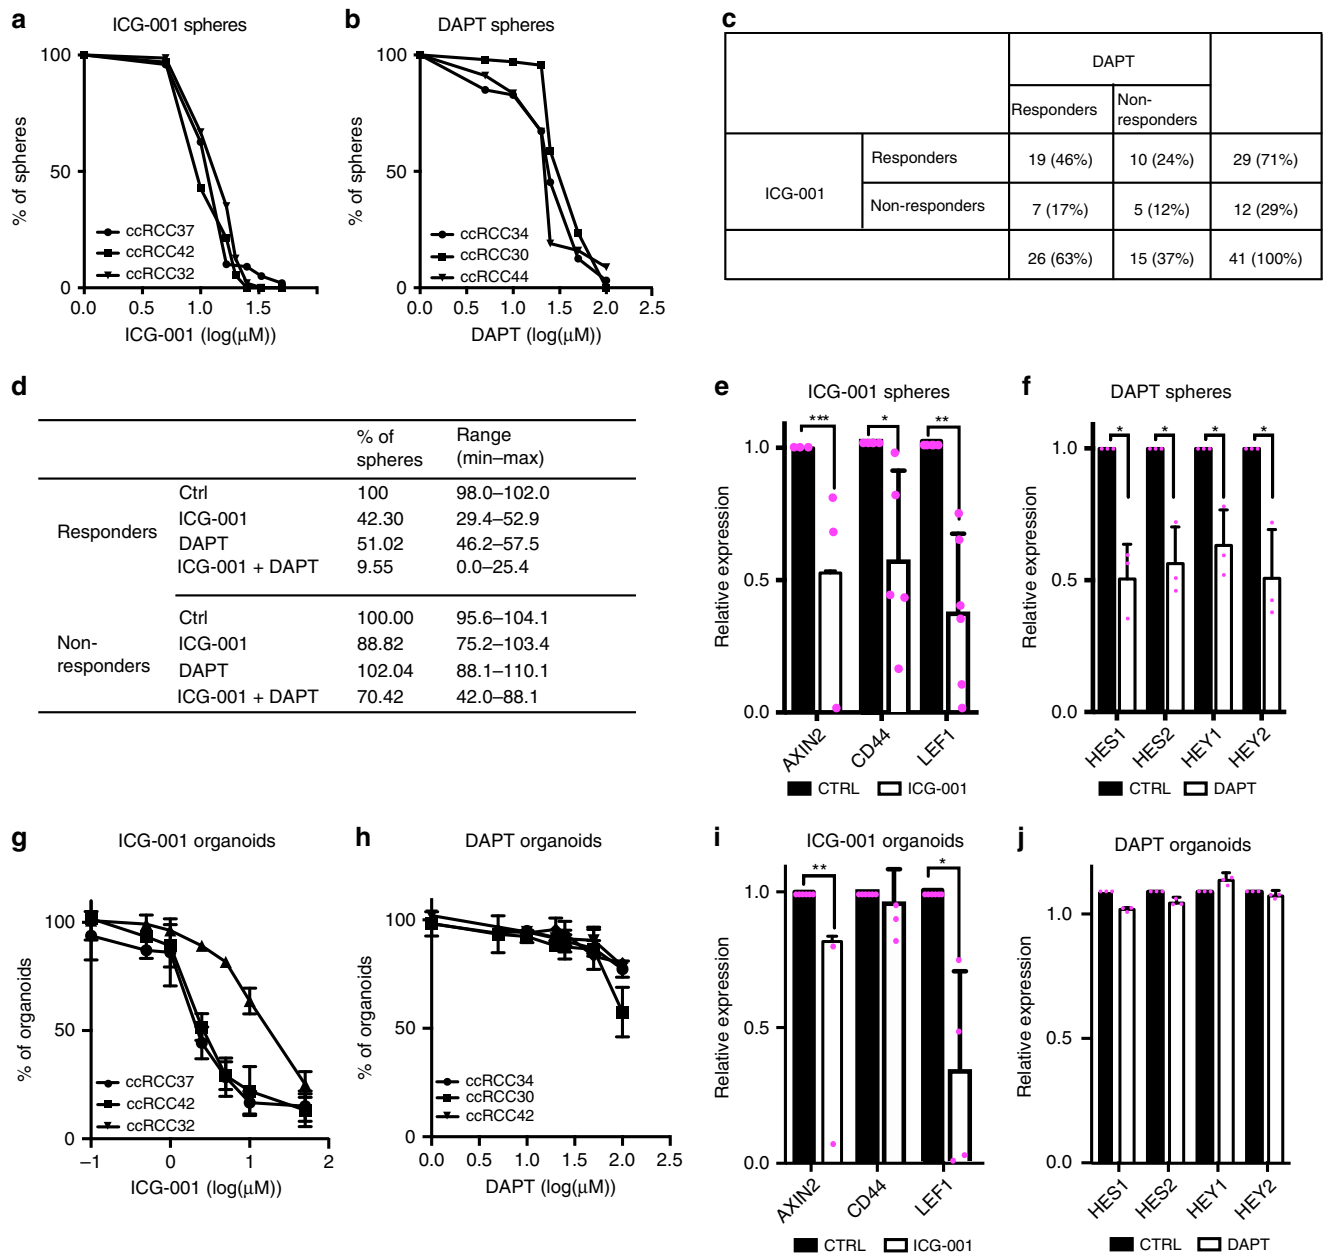 a
ICG-001 spheres
% of spheres
100
50
0
0.0 0.5 1.0 1.5
ICG-001 (log(μM))
ccRCC37
ccRCC42
ccRCC32
b
DAPT spheres
% of spheres
100
50
0
0.0 0.5 1.0 1.5 2.0 2.5
DAPT (log(μM))
ccRCC34
ccRCC30
ccRCC44
c
DAPT
Responders
Non-
responders
ICG-001
Responders 19 (46%) 10 (24%) 29 (71%)
Non-responders 7 (17%) 5 (12%) 12 (29%)
26 (63%) 15 (37%) 41 (100%)
d
% of
spheres
Range
(min–max)
Responders
Ctrl 100 98.0–102.0
ICG-001 42.30 29.4–52.9
DAPT 51.02 46.2–57.5
ICG-001 + DAPT 9.55 0.0–25.4
Non-
responders
Ctrl 100.00 95.6–104.1
ICG-001 88.82 75.2–103.4
DAPT 102.04 88.1–110.1
ICG-001 + DAPT 70.42 42.0–88.1
e
ICG-001 spheres
Relative expression
1.0
0.5
0.0
*** * **
AXIN2 CD44 LEF1
CTRL ICG-001
f
DAPT spheres
Relative expression
1.0
0.5
0.0
* * * *
HES1 HES2 HEY1 HEY2
CTRL DAPT
g
ICG-001 organoids
% of organoids
100
50
0
–1 0 1 2
ICG-001 (log(μM))
ccRCC37
ccRCC42
ccRCC32
h
DAPT organoids
% of organoids
100
50
0
0.0 0.5 1.0 1.5 2.0 2.5
DAPT (log(μM))
ccRCC34
ccRCC30
ccRCC42
i
ICG-001 organoids
Relative expression
1.0
0.5
0.0
** *
AXIN2 CD44 LEF1
CTRL ICG-001
j
DAPT organoids
Relative expression
1.0
0.5
0.0
HES1 HES2 HEY1 HEY2
CTRL DAPT